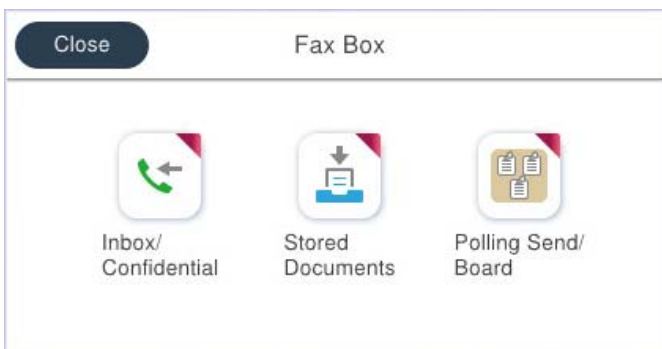 Close
Fax Box
Inbox/
Confidential
Stored
Documents
Polling Send/
Board